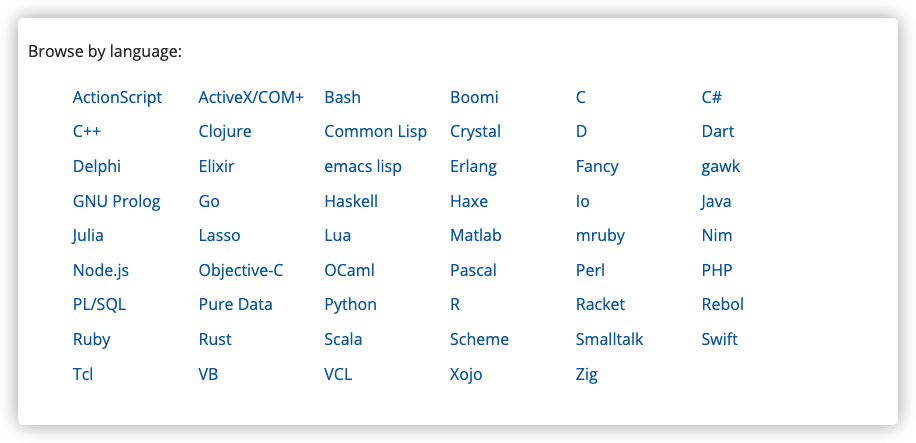 Browse by language:
ActionScript ActiveX/COM+ Bash Boomi C C#
C++ Clojure Common Lisp Crystal D Dart
Delphi Elixir emacs lisp Erlang Fancy gawk
GNU Prolog Go Haskell Haxe Io Java
Julia Lasso Lua Matlab mruby Nim
Node.js Objective-C OCaml Pascal Perl PHP
PL/SQL Pure Data Python R Racket Rebol
Ruby Rust Scala Scheme Smalltalk Swift
Tcl VB VCL Xojo Zig